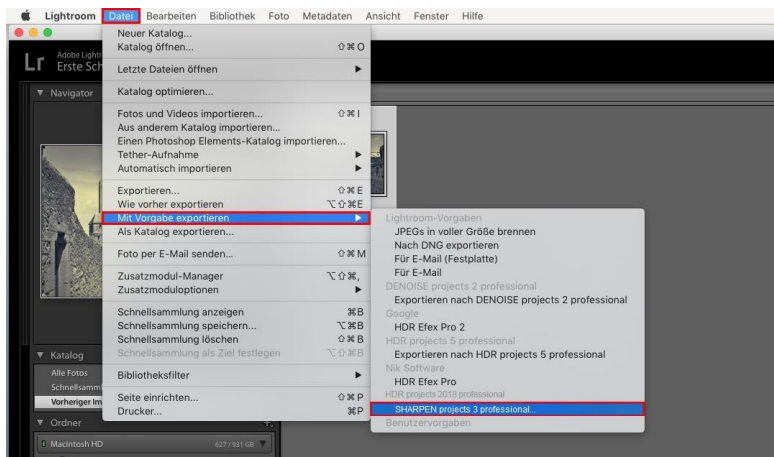 Lightroom Datei Bearbeiten Bibliothek Foto Metadaten Ansicht Fenster Hilfe
Lr Adobe Lightr
Erste Sch
Navigator
Neuer Katalog...
Katalog öffnen... ⇧⌘O
Letzte Dateien öffnen ▶
Katalog optimieren...
Fotos und Videos importieren... ⇧⌘I
Aus anderem Katalog importieren...
Einen Photoshop Elements-Katalog importieren...
Tether-Aufnahme ▶
Automatisch importieren ▶
Exportieren... ⇧⌘E
Wie vorher exportieren ⌥⇧⌘E
Mit Vorgabe exportieren ▶
Als Katalog exportieren...
Foto per E-Mail senden... ⇧⌘M
Zusatzmodul-Manager ⌥⇧⌘,
Zusatzmoduloptionen ▶
Schnellsammlung anzeigen ⌘B
Schnellsammlung speichern... ⌥⌘B
Schnellsammlung löschen ⇧⌘B
Schnellsammlung als Ziel festlegen ⌥⇧⌘B
Bibliotheksfilter ▶
Seite einrichten... ⇧⌘P
Drucker... ⌘P
Lightroom-Vorgaben
JPEGs in voller Größe brennen
Nach DNG exportieren
Für E-Mail (Festplatte)
Für E-Mail
DENOISE projects 2 professional
Exportieren nach DENOISE projects 2 professional
Google
HDR Efex Pro 2
HDR projects 5 professional
Exportieren nach HDR projects 5 professional
Nik Software
HDR Efex Pro
HDR projects 2018 professional
SHARPEN projects 3 professional...
Benutzervorgaben
Katalog
Alle Fotos
Schnellsamml
Vorheriger Im
Ordner +
Macintosh HD 627 / 931 GB